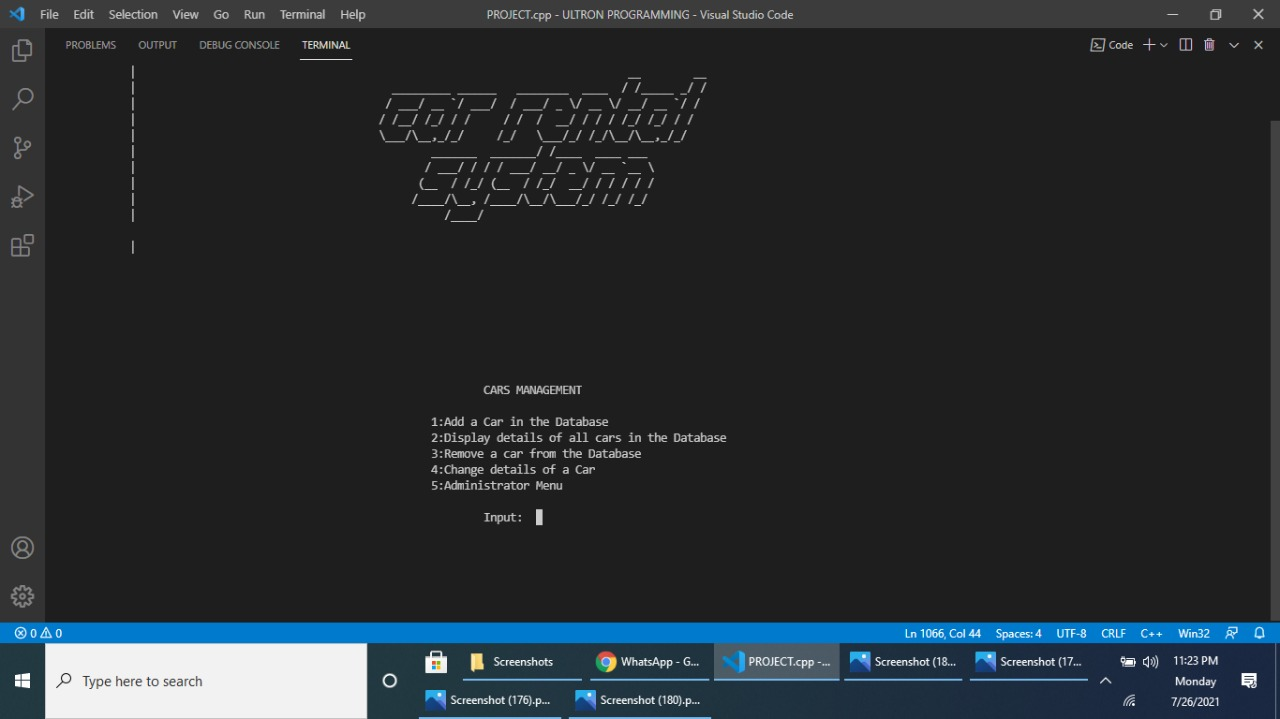 File Edit Selection View Go Run Terminal Help PROJECT.cpp - ULTRON PROGRAMMING - Visual Studio Code
PROBLEMS OUTPUT DEBUG CONSOLE TERMINAL Code
car rental
system
CARS MANAGEMENT
1:Add a Car in the Database
2:Display details of all cars in the Database
3:Remove a car from the Database
4:Change details of a Car
5:Administrator Menu
Input:
0 0 Ln 1066, Col 44 Spaces: 4 UTF-8 CRLF C++ Win32
Type here to search
Screenshots WhatsApp - G... PROJECT.cpp -... Screenshot (18... Screenshot (17...
Screenshot (176).p... Screenshot (180).p...
11:23 PM
Monday
7/26/2021